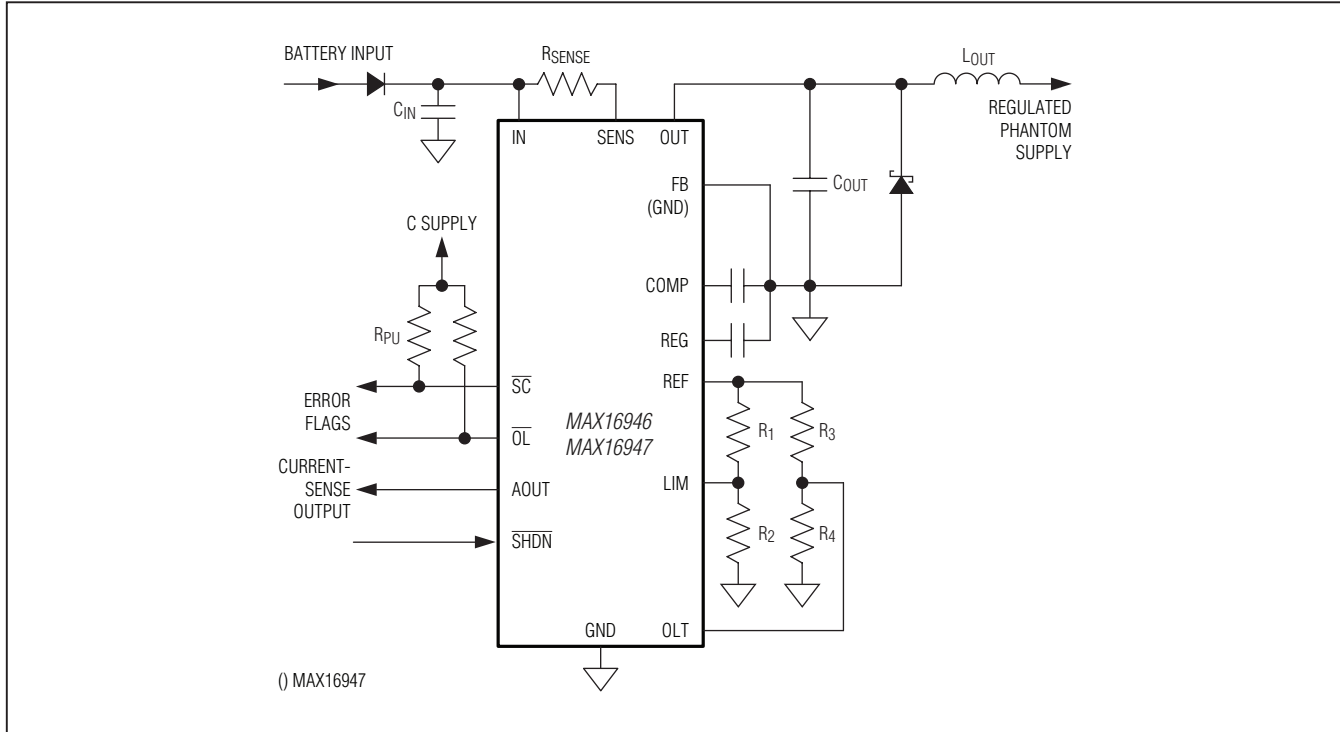 BATTERY INPUT
RSENSE
LOUT
CIN
REGULATED
PHANTOM
SUPPLY
IN
SENS
OUT
FB
(GND)
COUT
C SUPPLY
COMP
RPU
REG
SC
REF
ERROR
FLAGS
OL
MAX16946
MAX16947
R1
R3
CURRENT-
SENSE
OUTPUT
AOUT
LIM
SHDN
R2
R4
GND
OLT
() MAX16947